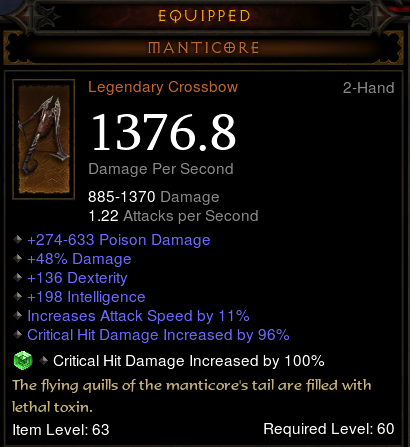 EQUIPPED
MANTICORE
Legendary Crossbow 2-Hand
1376.8
Damage Per Second
885-1370 Damage
1.22 Attacks per Second
+274-633 Poison Damage
+48% Damage
+136 Dexterity
+198 Intelligence
Increases Attack Speed by 11%
Critical Hit Damage Increased by 96%
Critical Hit Damage Increased by 100%
The flying quills of the manticore's tail are filled with
lethal toxin.
Item Level: 63 Required Level: 60